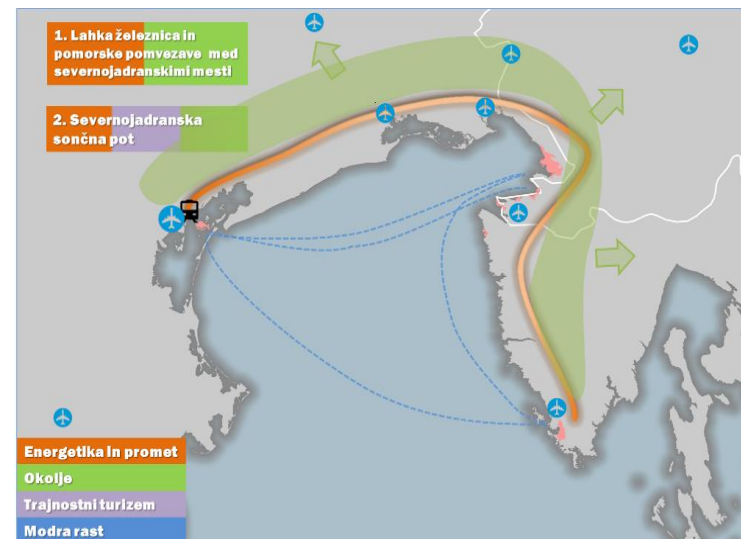 1. Lahka železnica in
pomorske pomvezave med
severnojadranskimi mesti
2. Severnojadranska
sončna pot
Energetika in promet
Okolje
Trajnostni turizem
Modra rast